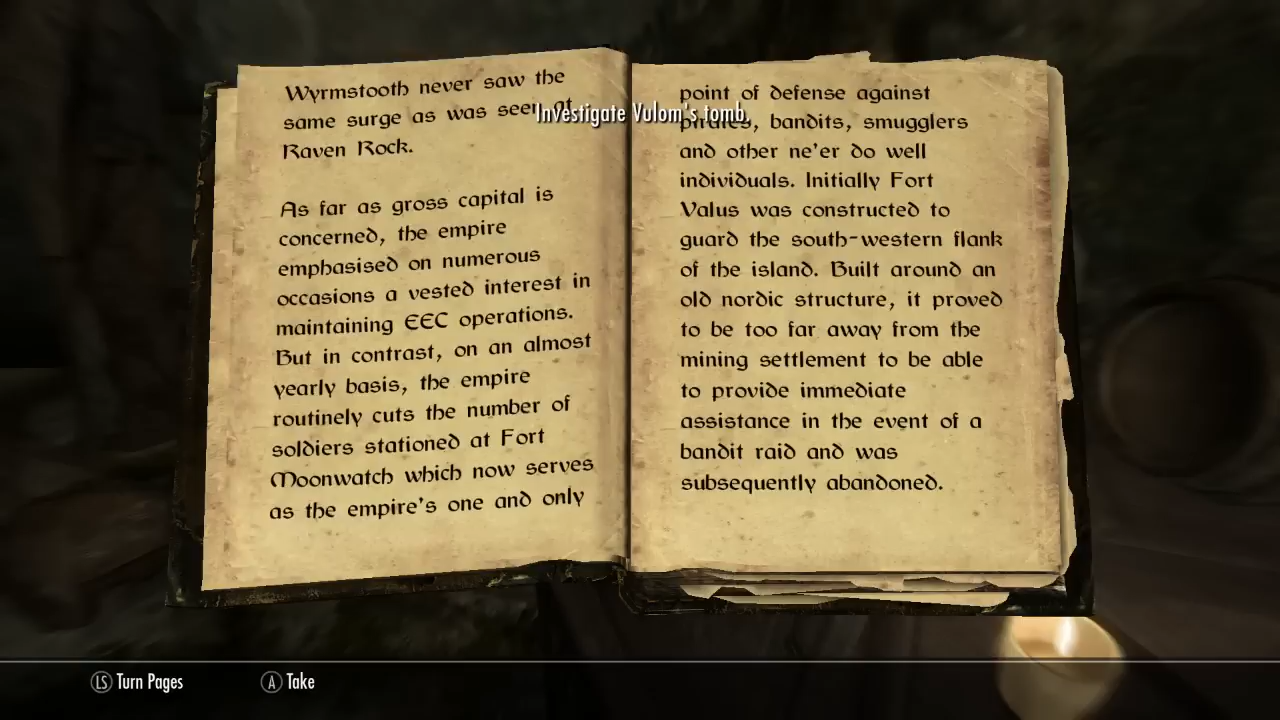 Wyrmstooth never saw the
same surge as was seen at
Raven Rock.
As far as gross capital is
concerned, the empire
emphasised on numerous
occasions a vested interest in
maintaining EEC operations.
But in contrast, on an almost
yearly basis, the empire
routinely cuts the number of
soldiers stationed at Fort
Moonwatch which now serves
as the empire's one and only
point of defense against
pirates, bandits, smugglers
and other ne'er do well
individuals. Initially Fort
Valus was constructed to
guard the south-western flank
of the island. Built around an
old nordic structure, it proved
to be too far away from the
mining settlement to be able
to provide immediate
assistance in the event of a
bandit raid and was
subsequently abandoned.
Investigate Vulom's tomb.
LS Turn Pages
A Take